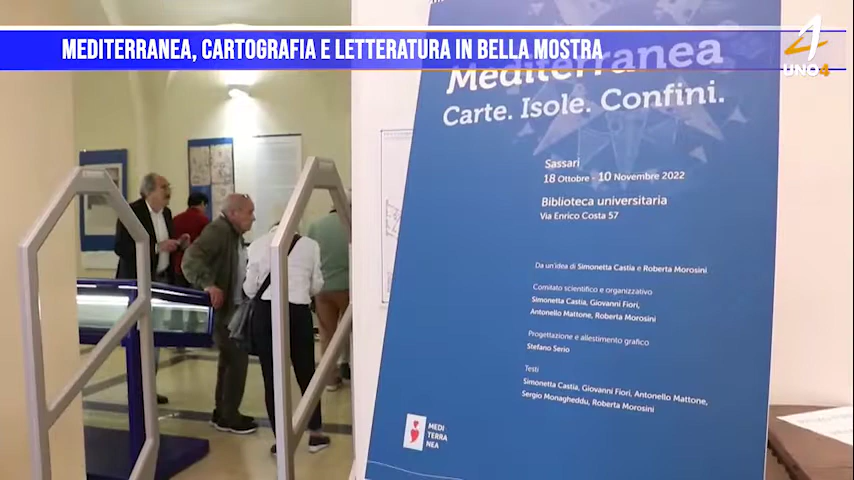 MEDITERRANEA, CARTOGRAFIA E LETTERATURA IN BELLA MOSTRA
UNO4
Mediterranea
Carte. Isole. Confini.
Sassari
18 Ottobre - 10 Novembre 2022
Biblioteca universitaria
Via Enrico Costa 57
Da un'idea di Simonetta Castia e Roberta Morosini
Comitato scientifico e organizzativo
Simonetta Castia, Giovanni Fiori,
Antonello Mattone, Roberta Morosini
Progettazione e allestimento grafico
Stefano Serio
Testi
Simonetta Castia, Giovanni Fiori, Antonello Mattone,
Sergio Monagheddu, Roberta Morosini
MEDI
TERRA
NEA